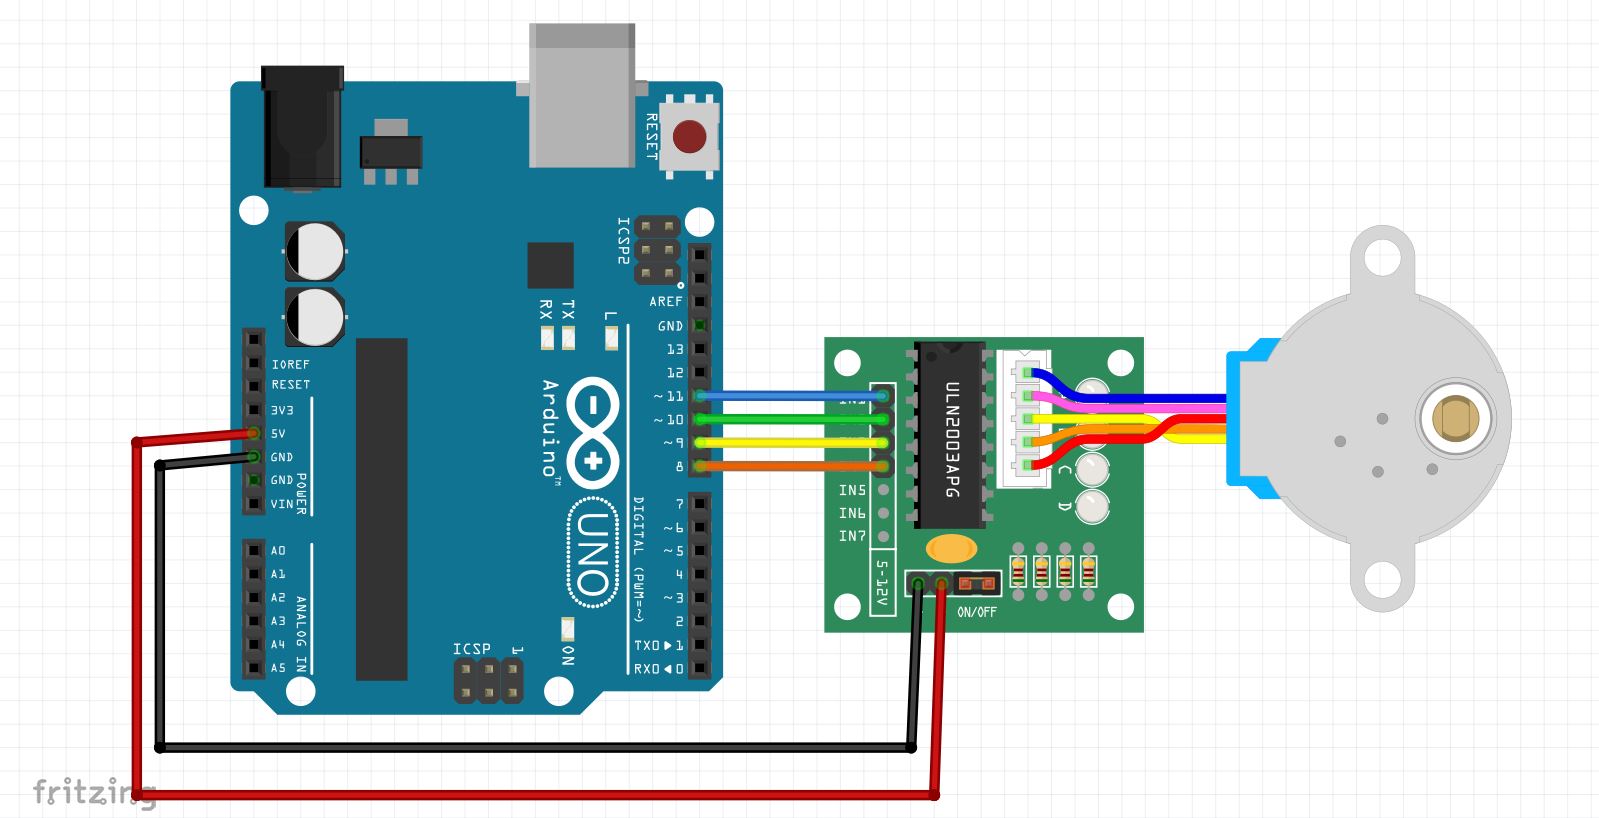 RESET
ICSP2
AREF
GND
13
12
~11
~10
~9
8
7
~6
~5
4
~3
2
TX0▶1
RX0◀0
RX
TX
L
IOREF
RESET
3V3
5V
GND
GND
VIN
POWER
A0
A1
A2
A3
A4
A5
ANALOG IN
Arduino™
UNO
DIGITAL (PWM=~)
ICSP
1
ON
IN5
IN6
IN7
5-12V
ULN2003APG
C
D
ON/OFF
fritzing